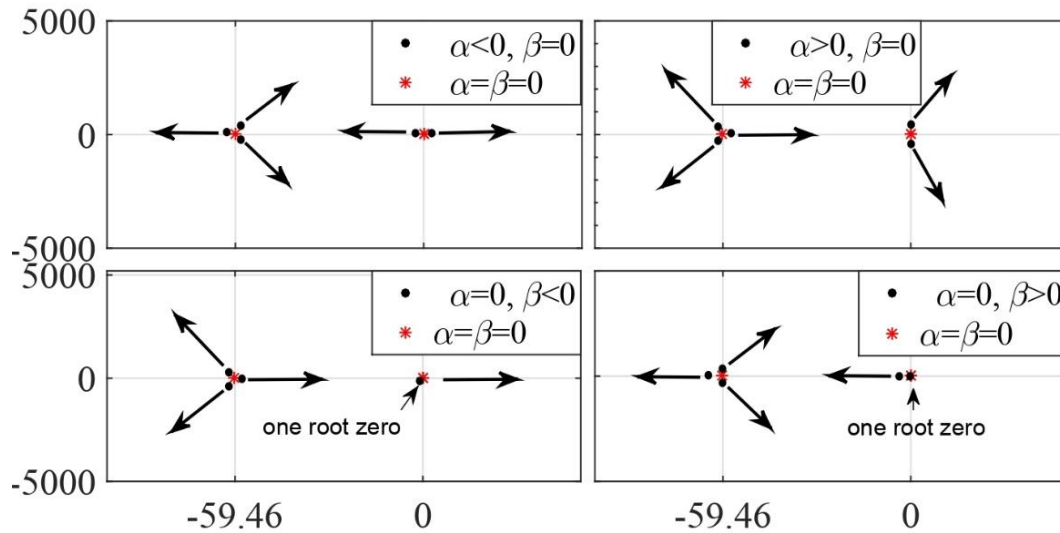 5000
0
-5000
α<0, β=0
α=β=0
α>0, β=0
α=β=0
5000
0
-5000
α=0, β<0
α=β=0
one root zero
α=0, β>0
α=β=0
one root zero
-59.46
0
-59.46
0